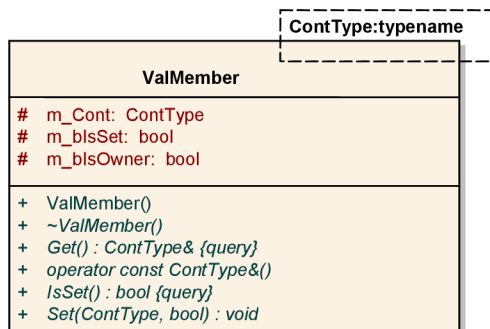 ContType:typename
ValMember
# m_Cont: ContType
# m_bIsSet: bool
# m_bIsOwner: bool
+ ValMember()
+ ~ValMember()
+ Get() : ContType& {query}
+ operator const ContType&()
+ IsSet() : bool {query}
+ Set(ContType, bool) : void